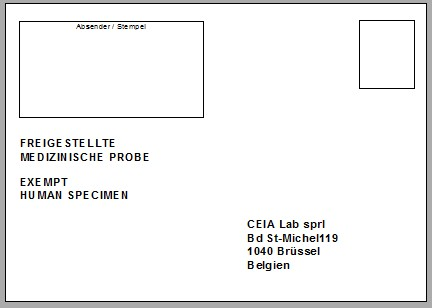 Absender / Stempel
FREIGESTELLTE
MEDIZINISCHE PROBE
EXEMPT
HUMAN SPECIMEN
CEIA Lab sprl
Bd St-Michel119
1040 Brüssel
Belgien